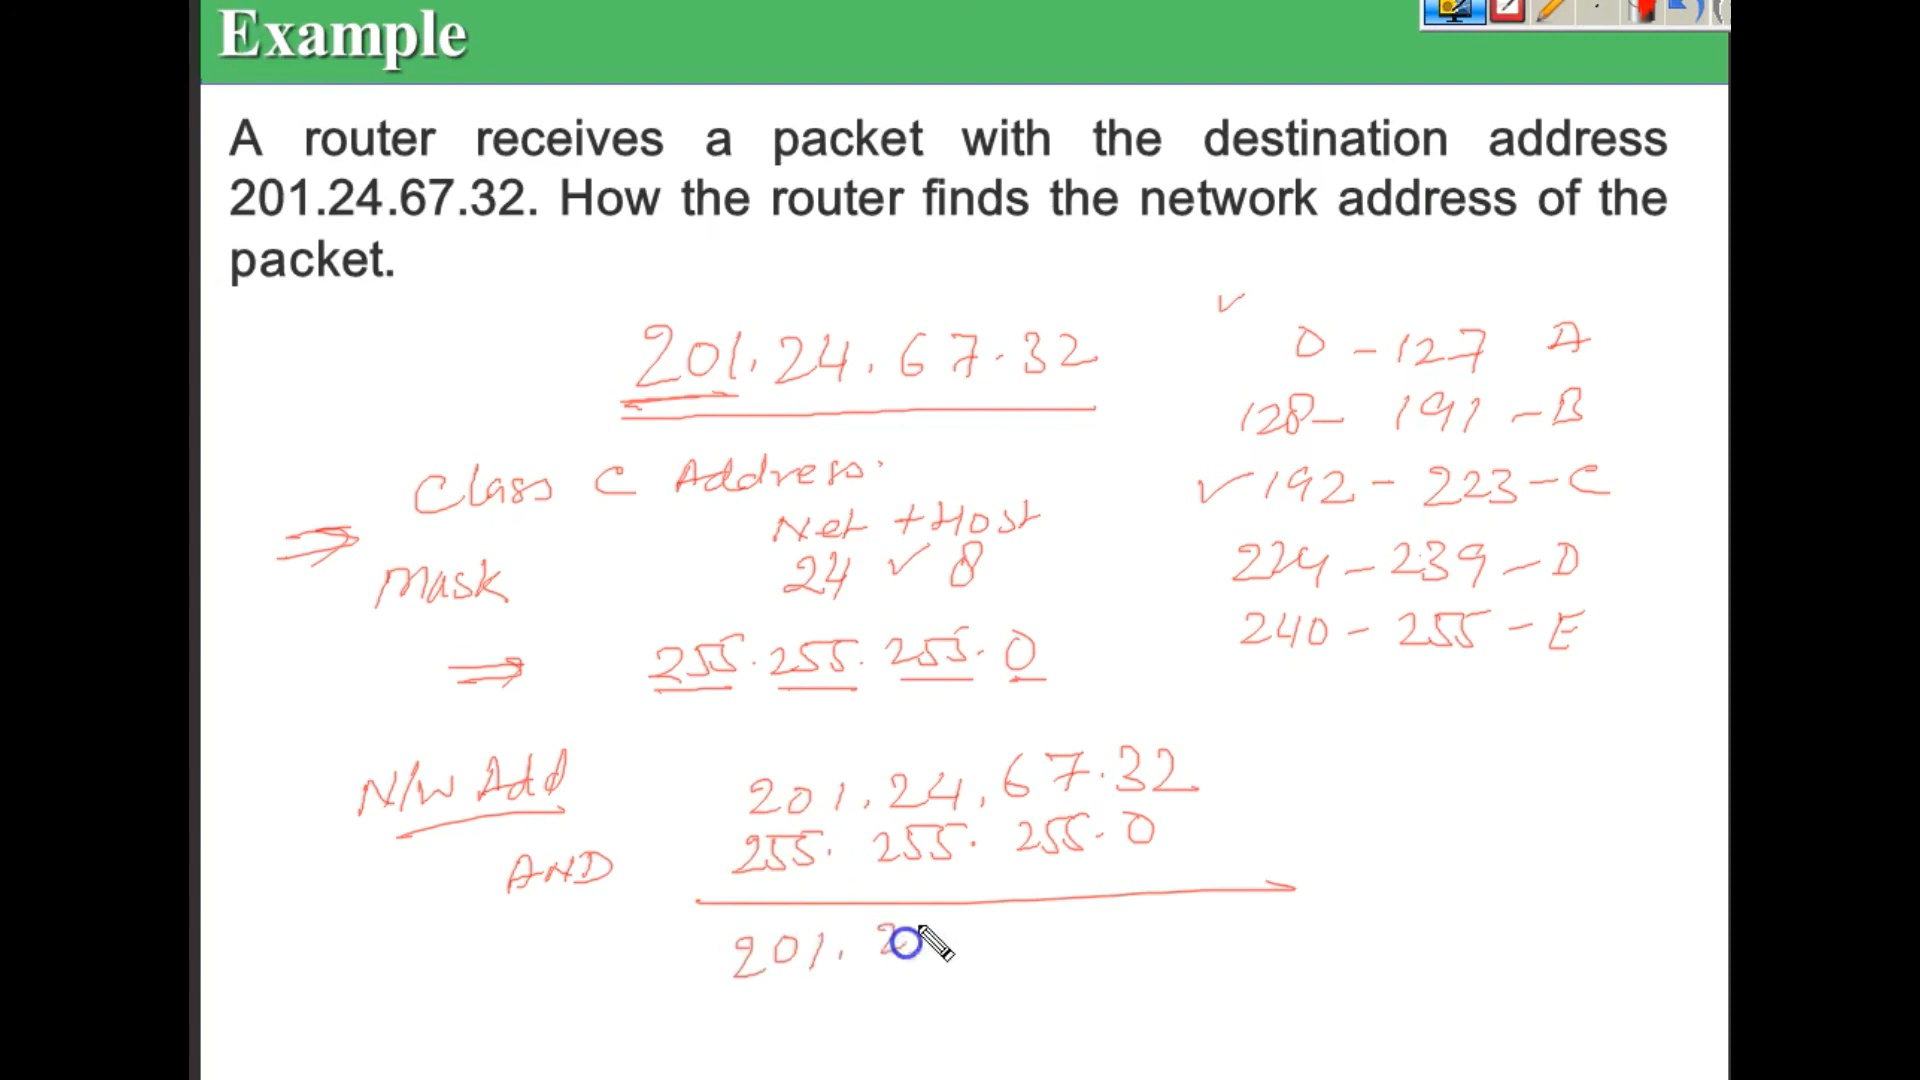 Example
A router receives a packet with the destination address
201.24.67.32. How the router finds the network address of the
packet.
201.24.67.32
0 - 127 A
128 - 191 - B
192 - 223 - C
224 - 239 - D
240 - 255 - E
Class C Address.
Net + Host
Mask
24 8
255.255.255.0
N/W Add
201.24.67.32
255.255.255.0
AND
201. 2